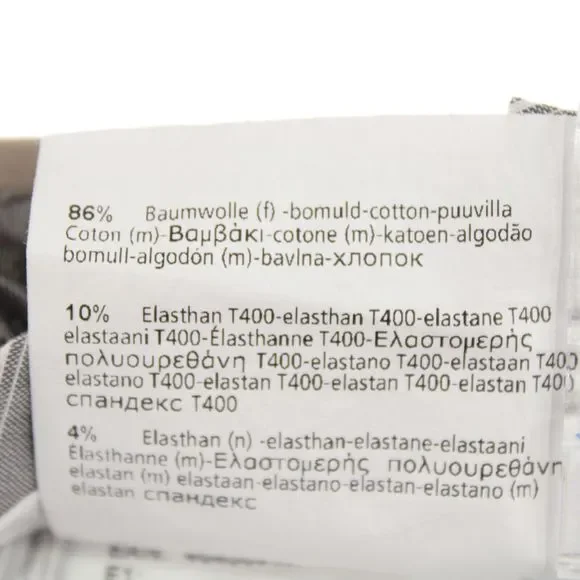 86% Baumwolle (f) -bomuld-cotton-puuvilla
Coton (m)-Βαμβάκι-cotone (m)-katoen-algodão
bomull-algodón (m)-bavlna-хлопок
10% Elasthan T400-elasthan T400-elastane T400
elastaani T400-Élasthanne T400-Ελαστομερής
πολυουρεθάνη T400-elastano T400-elastaan T400
elastano T400-elastan T400-elastan T400-elastan T400
спандекс T400
4% Elasthan (n) -elasthan-elastane-elastaani
Élasthanne (m)-Ελαστομερής πολυουρεθάνη
elastan (m) elastaan-elastano-elastan-elastano (m)
elastan спандекс